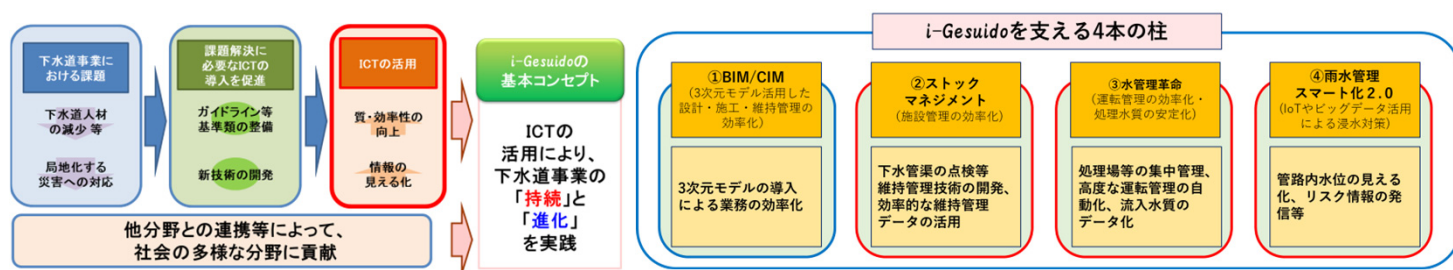 下水道事業に
おける課題
下水道人材
の減少 等
局地化する
災害への対応
課題解決に
必要なICTの
導入を促進
ガイドライン等
基準類の整備
新技術の開発
ICTの活用
質・効率性の
向上
情報の
見える化
他分野との連携等によって、
社会の多様な分野に貢献
i-Gesuidoの
基本コンセプト
ICTの
活用により、
下水道事業の
「持続」と
「進化」
を実践
i-Gesuidoを支える4本の柱
①BIM/CIM
(3次元モデル活用した
設計・施工・維持管理の
効率化)
3次元モデルの導入
による業務の効率化
②ストック
マネジメント
(施設管理の効率化)
下水管渠の点検等
維持管理技術の開発、
効率的な維持管理
データの活用
③水管理革命
(運転管理の効率化・
処理水質の安定化)
処理場等の集中管理、
高度な運転管理の自
動化、流入水質の
データ化
④雨水管理
スマート化2.0
(IoTやビッグデータ活用
による浸水対策)
管路内水位の見える
化、リスク情報の発
信等